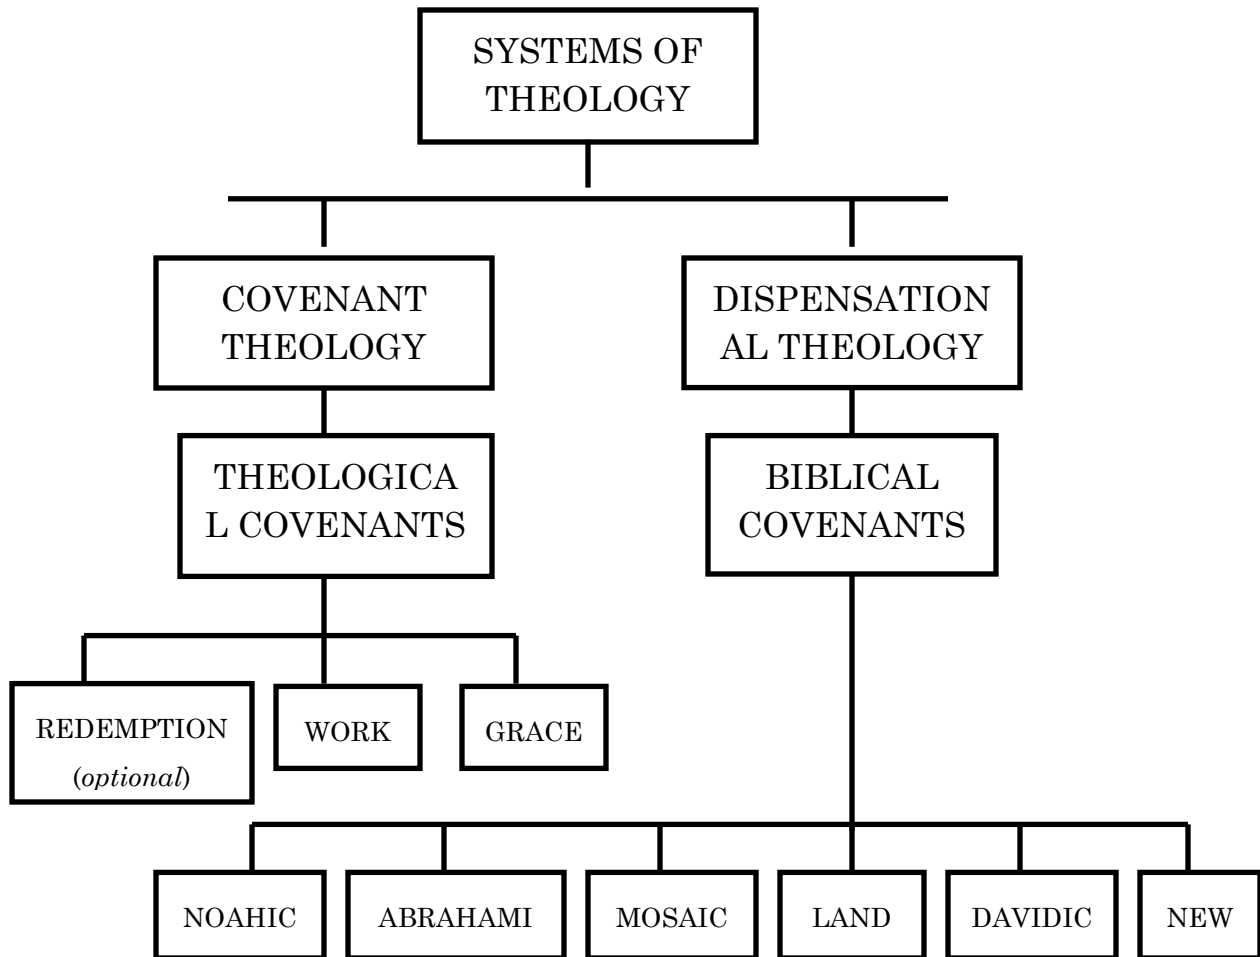 SYSTEMS OF
THEOLOGY
COVENANT
THEOLOGY
DISPENSATION
AL THEOLOGY
THEOLOGICA
L COVENANTS
BIBLICAL
COVENANTS
REDEMPTION
(optional)
WORK
GRACE
NOAHIC
ABRAHAMI
MOSAIC
LAND
DAVIDIC
NEW